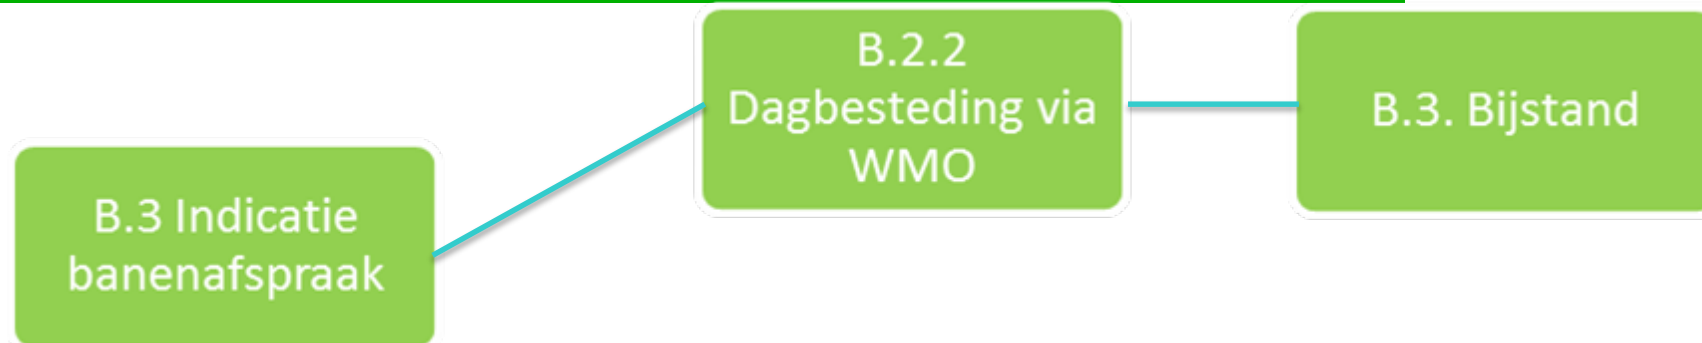 B.3 Indicatie
banenafspraak
B.2.2
Dagbesteding via
WMO
B.3. Bijstand